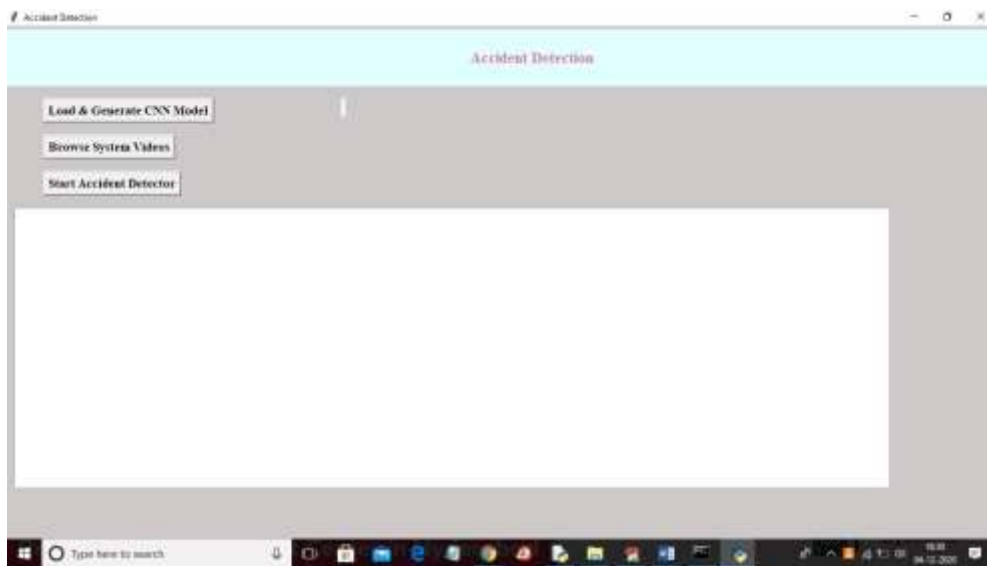 Accident Detection
Accident Detection
Load & Generate CNN Model
Browse System Videos
Start Accident Detector
Type here to search